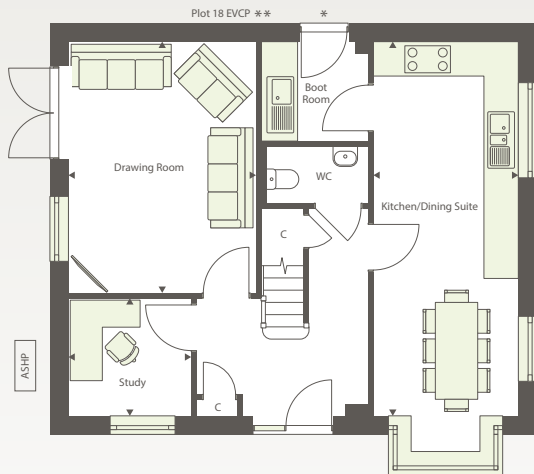 Plot 18 EVCP ** *
Boot
Room
Drawing Room
WC
Kitchen/Dining Suite
C
ASHP
Study
C